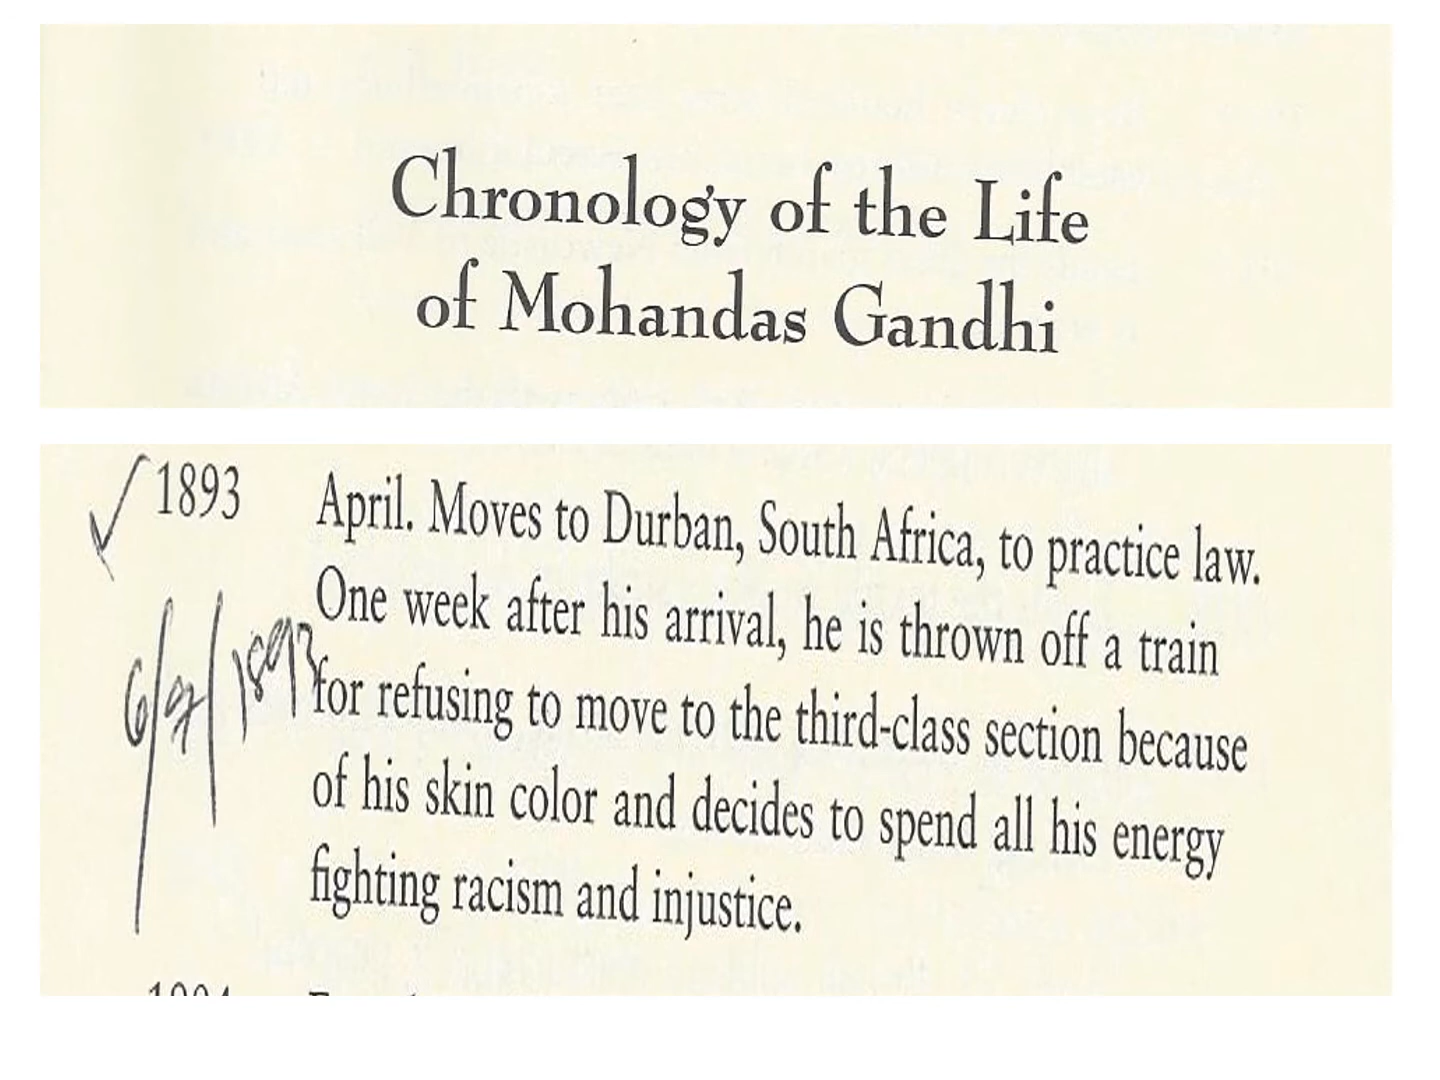 Chronology of the Life
of Mohandas Gandhi
1893 April. Moves to Durban, South Africa, to practice law.
One week after his arrival, he is thrown off a train
6/ /1893
for refusing to move to the third-class section because
of his skin color and decides to spend all his energy
fighting racism and injustice.